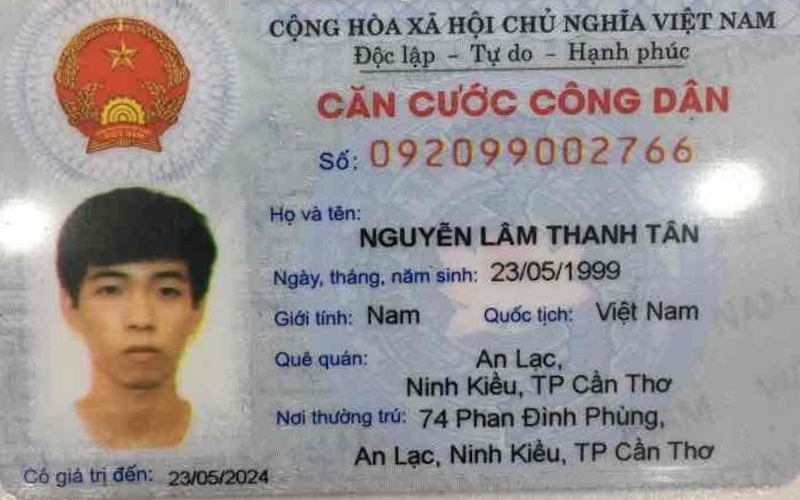 CỘNG HÒA XÃ HỘI CHỦ NGHĨA VIỆT NAM
Độc lập - Tự do - Hạnh phúc
CĂN CƯỚC CÔNG DÂN
Số: 092099002766
Họ và tên:
NGUYỄN LÂM THANH TÂN
Ngày, tháng, năm sinh: 23/05/1999
Giới tính: Nam Quốc tịch: Việt Nam
Quê quán: An Lạc,
Ninh Kiều, TP Cần Thơ
Nơi thường trú: 74 Phan Đình Phùng,
An Lạc, Ninh Kiều, TP Cần Thơ
Có giá trị đến: 23/05/2024